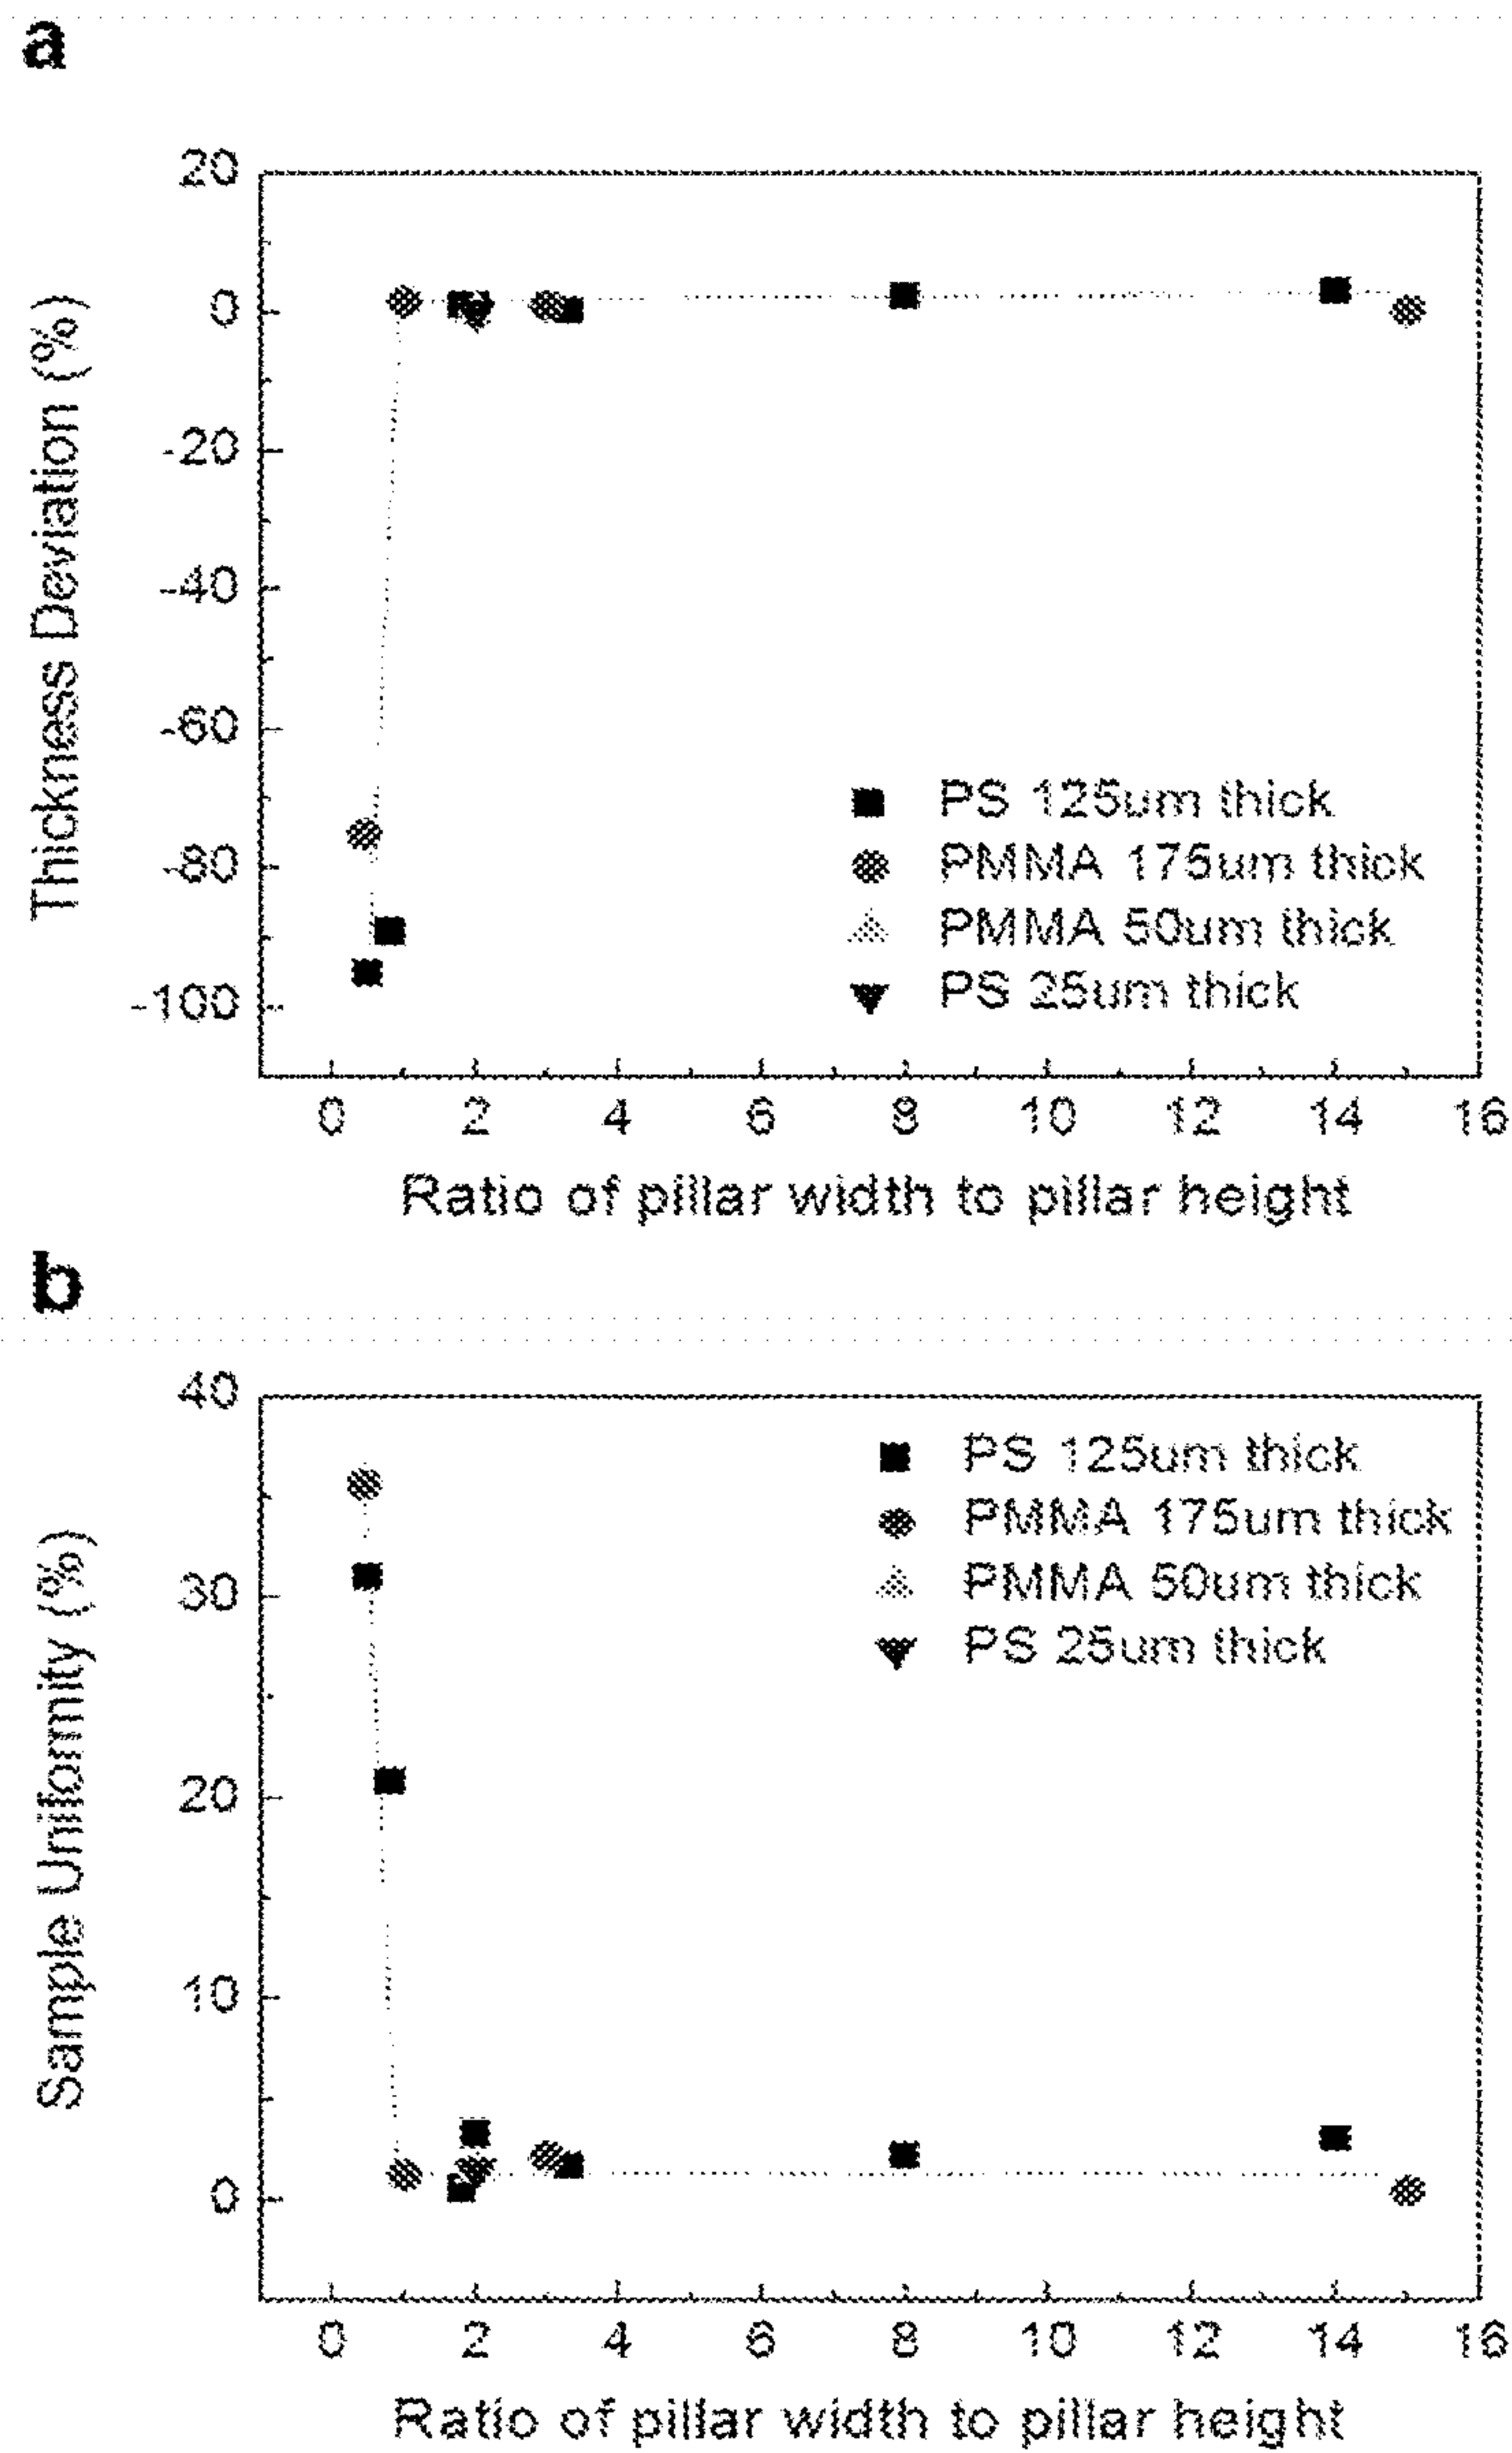 a
20
0
-20
-40
-60
-80
-100
Thickness Deviation (%)
PS 125um thick
PMMA 175um thick
PMMA 50um thick
PS 25um thick
0 2 4 6 8 10 12 14 16
Ratio of pillar width to pillar height
b
40
30
20
10
0
Sample Uniformity (%)
PS 125um thick
PMMA 175um thick
PMMA 50um thick
PS 25um thick
0 2 4 6 8 10 12 14 16
Ratio of pillar width to pillar height